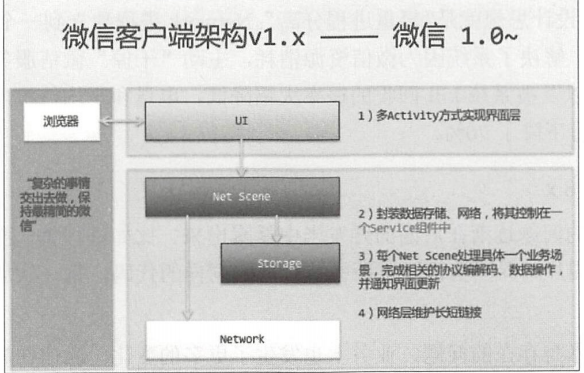 微信客户端架构v1.x —— 微信 1.0~
浏览器
UI
1）多Activity方式实现界面层
"复杂的事情
交出去做，保
持最精简的微
信"
Net Scene
2）封装数据存储、网络，将其控制在
一个Service组件中
Storage
3）每个Net Scene处理具体一个业务场
景，完成相关的协议编解码、数据操作，
并通知界面更新
4）网络层维护长短链接
Network